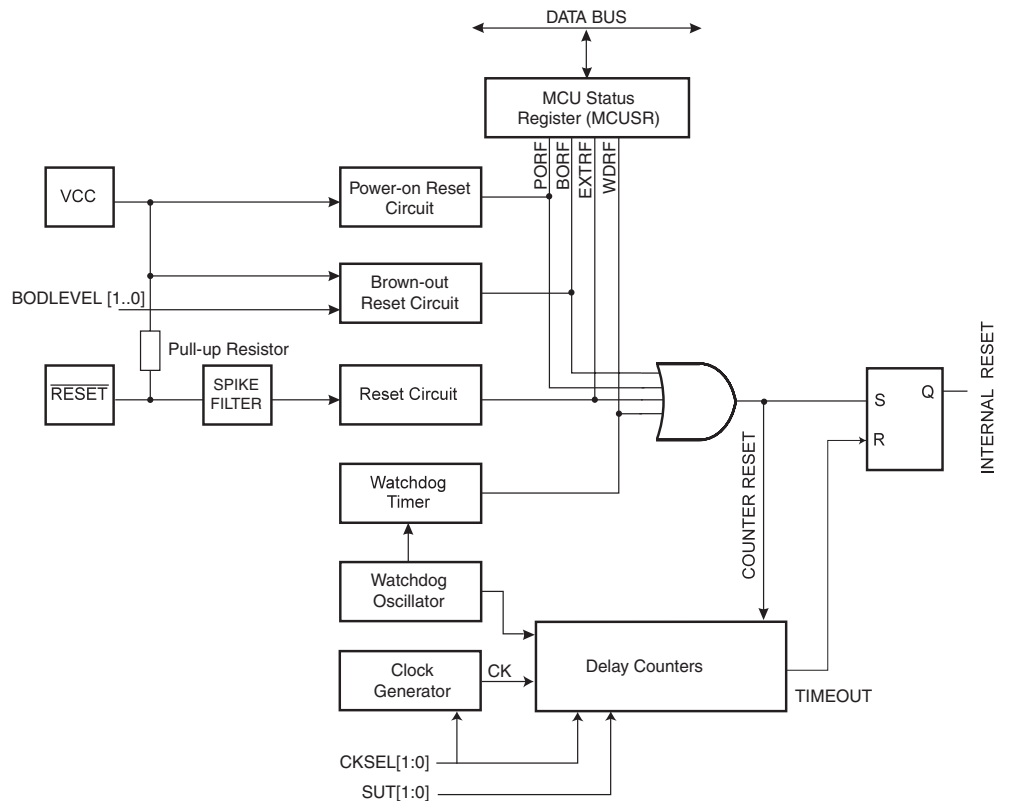 DATA BUS
MCU Status
Register (MCUSR)
PORF
BORF
EXTRF
WDRF
VCC
Power-on Reset
Circuit
Brown-out
Reset Circuit
BODLEVEL [1..0]
Pull-up Resistor
RESET
SPIKE
FILTER
Reset Circuit
S
Q
R
INTERNAL RESET
COUNTER RESET
Watchdog
Timer
Watchdog
Oscillator
Clock
Generator
CK
Delay Counters
TIMEOUT
CKSEL[1:0]
SUT[1:0]